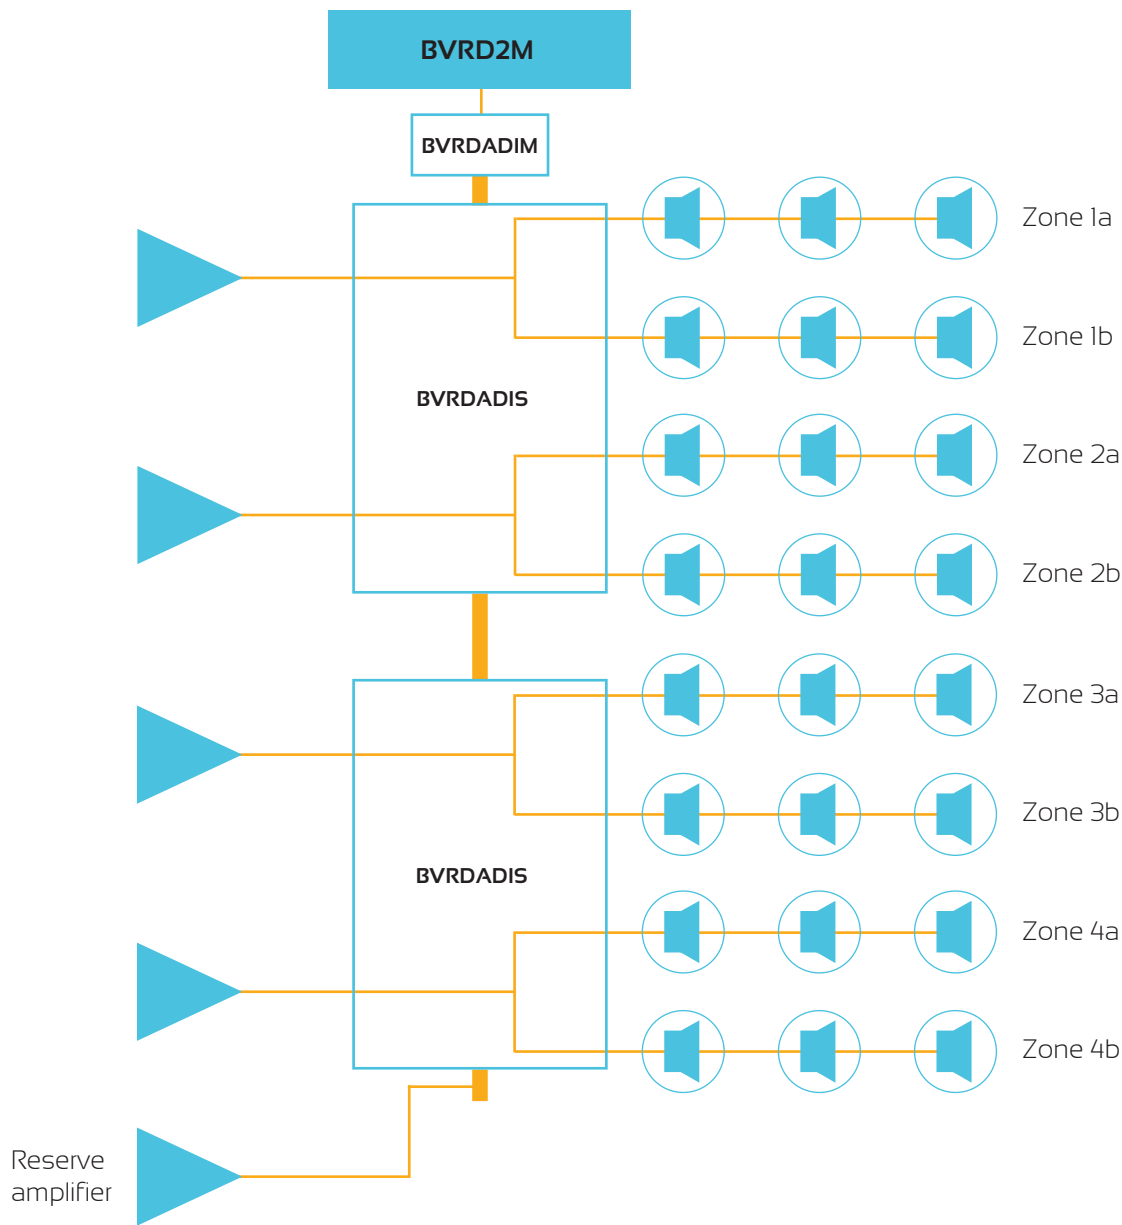 BVRD2M
BVRDADIM
Zone 1a
Zone 1b
BVRDADIS
Zone 2a
Zone 2b
Zone 3a
Zone 3b
BVRDADIS
Zone 4a
Zone 4b
Reserve
amplifier